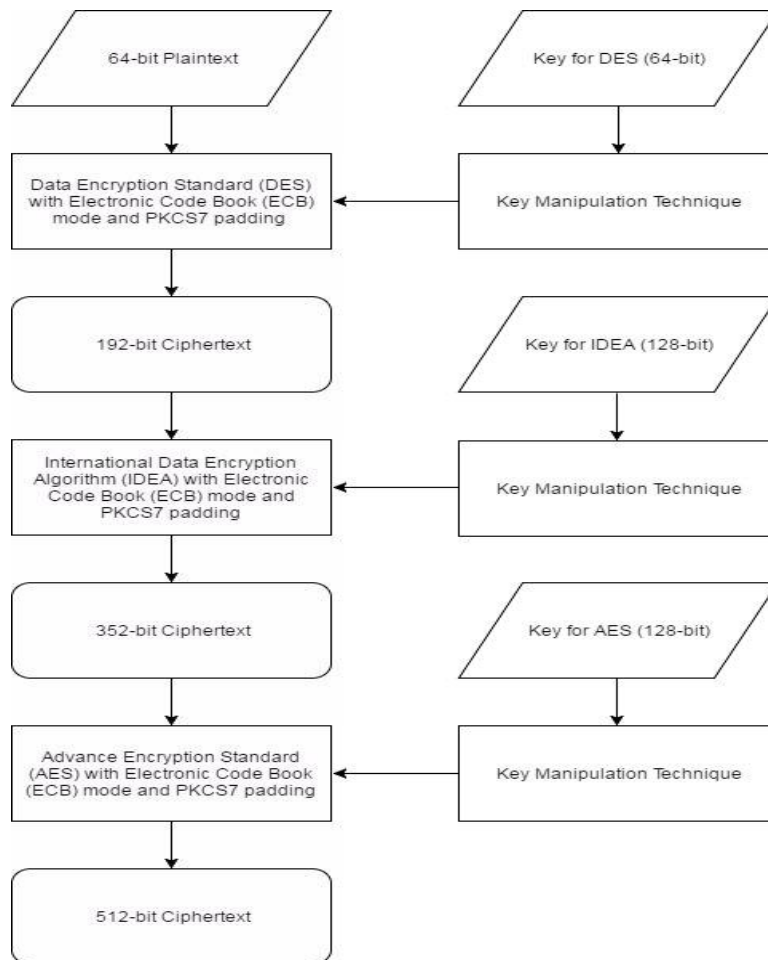 64-bit Plaintext
Key for DES (64-bit)
Data Encryption Standard (DES)
with Electronic Code Book (ECB)
mode and PKCS7 padding
Key Manipulation Technique
192-bit Ciphertext
Key for IDEA (128-bit)
International Data Encryption
Algorithm (IDEA) with Electronic
Code Book (ECB) mode and
PKCS7 padding
Key Manipulation Technique
352-bit Ciphertext
Key for AES (128-bit)
Advance Encryption Standard
(AES) with Electronic Code Book
(ECB) mode and PKCS7 padding
Key Manipulation Technique
512-bit Ciphertext